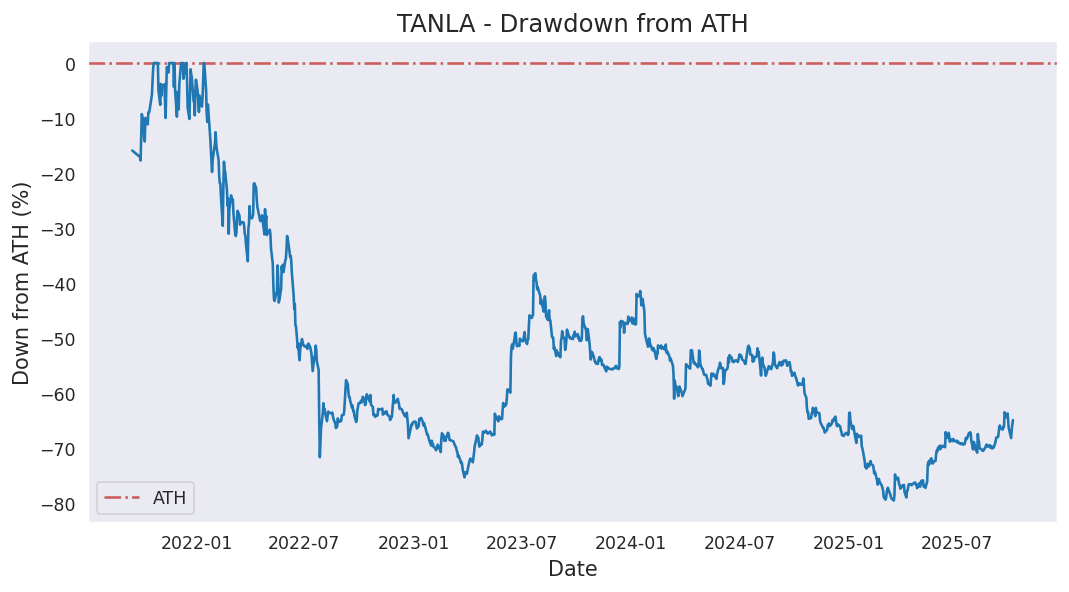 TANLA - Drawdown from ATH
Down from ATH (%)
0
−10
−20
−30
−40
−50
−60
−70
−80
ATH
2022-01 2022-07 2023-01 2023-07 2024-01 2024-07 2025-01 2025-07
Date